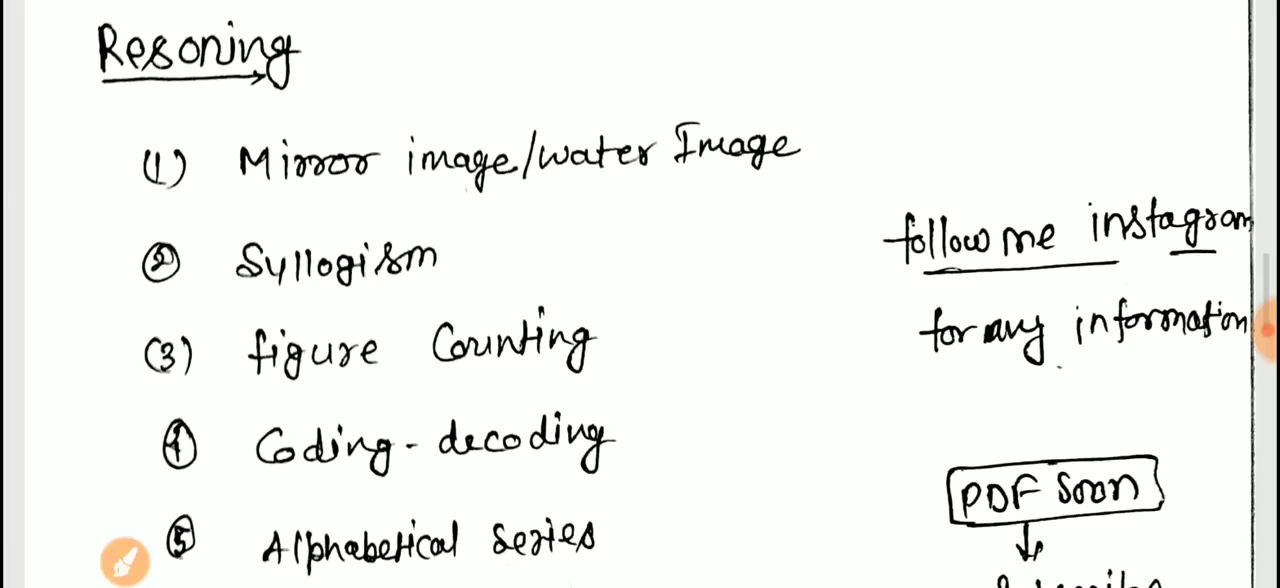 Resoning
(1) Mirror image/water Image
② Syllogism
(3) figure Counting
④ Coding-decoding
⑤ Alphabetical series
follow me instagram
for any information
PDF Soon